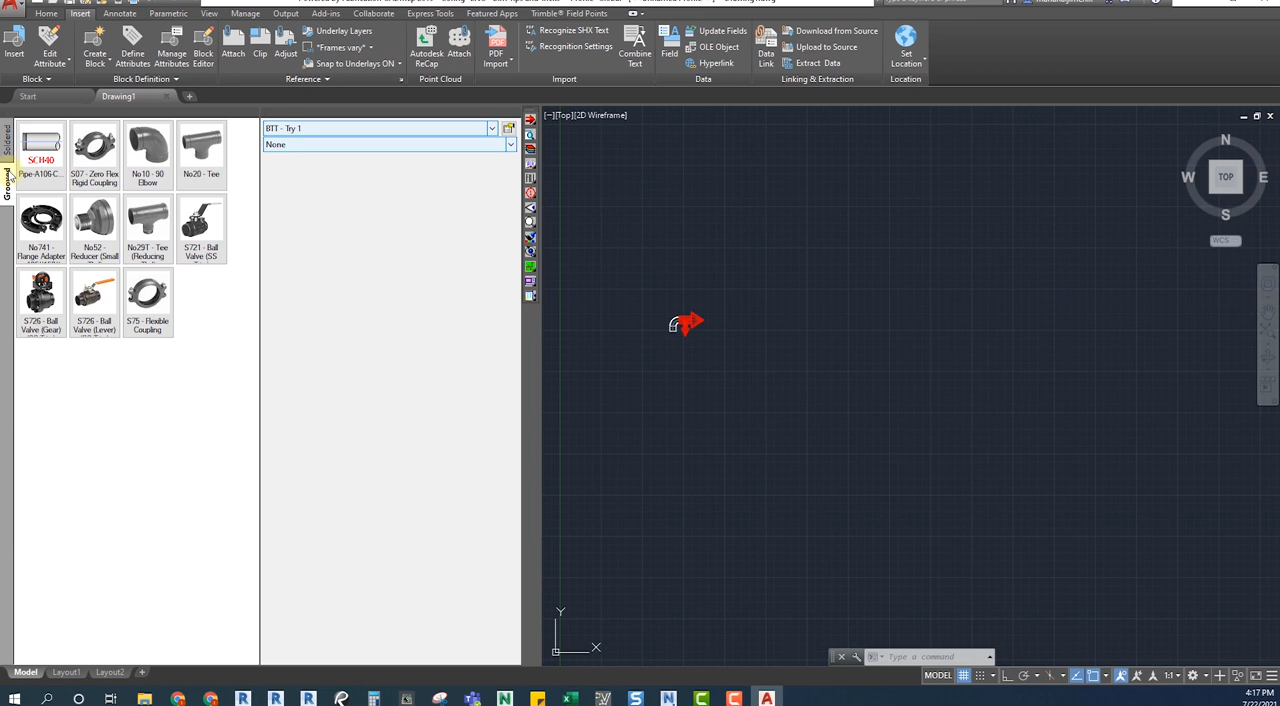 Home Insert Annotate Parametric View Manage Output Add-ins Collaborate Express Tools Featured Apps Trimble® Field Points
Insert
Edit
Attribute
Create
Block
Define
Attributes
Manage
Attributes
Block
Editor
Attach
Clip
Adjust
Underlay Layers
*Frames vary*
Snap to Underlays ON
Autodesk
ReCap
Attach
PDF
Import
Recognize SHX Text
Recognition Settings
Combine
Text
Field
Update Fields
OLE Object
Hyperlink
Data
Link
Download from Source
Upload to Source
Extract Data
Set
Location
Block
Block Definition
Reference
Point Cloud
Import
Data
Linking & Extraction
Location
Start
Drawing1
Soldered
Grooved
SCH40
Pipe-A106-C...
S07 - Zero Flex
Rigid Coupling
No10 - 90
Elbow
No20 - Tee
No741 -
Flange Adapter
No52 -
Reducer (Small
No29T - Tee
(Reducing
S721 - Ball
Valve (SS
S726 - Ball
Valve (Gear)
S726 - Ball
Valve (Lever)
S75 - Flexible
Coupling
BTT - Try 1
None
[−][Top][2D Wireframe]
N
W
TOP
E
S
WCS
Y
X
Type a command
Model
Layout1
Layout2
MODEL
1:1
4:17 PM
7/22/2021